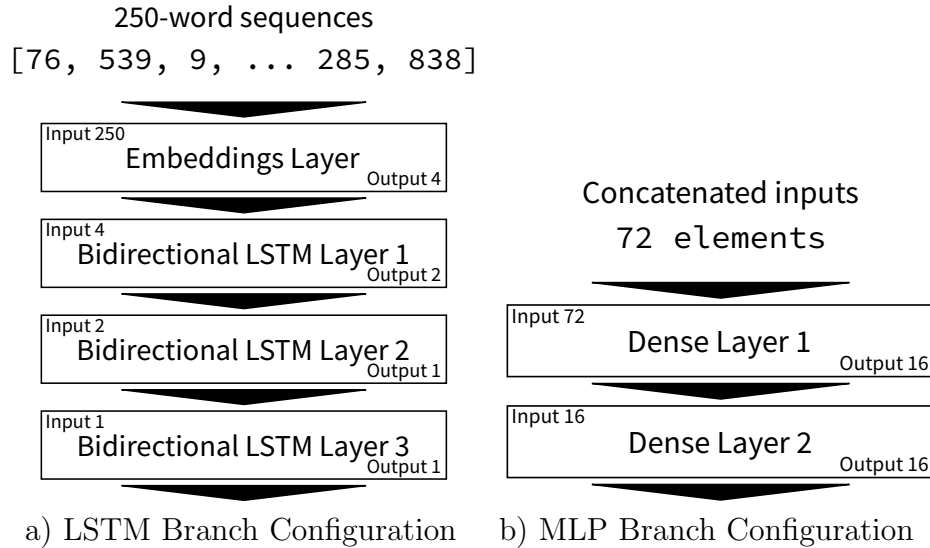 250-word sequences
[76, 539, 9, ... 285, 838]
Input 250
Embeddings Layer
Output 4
Input 4
Bidirectional LSTM Layer 1
Output 2
Input 2
Bidirectional LSTM Layer 2
Output 1
Input 1
Bidirectional LSTM Layer 3
Output 1
a) LSTM Branch Configuration
Concatenated inputs
72 elements
Input 72
Dense Layer 1
Output 16
Input 16
Dense Layer 2
Output 16
b) MLP Branch Configuration